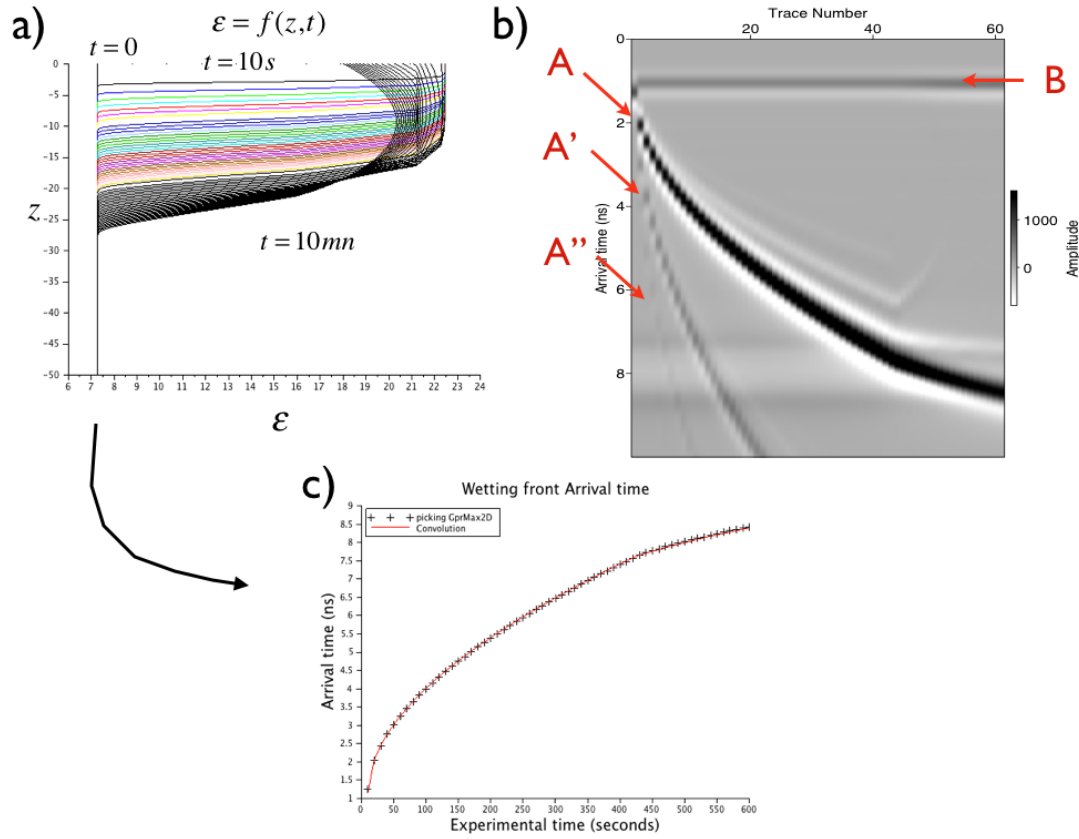 a)
ε = f(z,t)
t = 0
t = 10s
0
−5
−10
−15
−20
−25
−30
−35
−40
−45
−50
z
t = 10mn
6 7 8 9 10 11 12 13 14 15 16 17 18 19 20 21 22 23 24
ε
b)
Trace Number
20 40 60
0
2
4
6
8
Arrival time (ns)
A
A'
A''
B
1000
0
Amplitude
c)
Wetting front Arrival time
picking GprMax2D
Convolution
9
8.5
8
7.5
7
6.5
6
5.5
5
4.5
4
3.5
3
2.5
2
1.5
1
Arrival time (ns)
0 50 100 150 200 250 300 350 400 450 500 550 600
Experimental time (seconds)